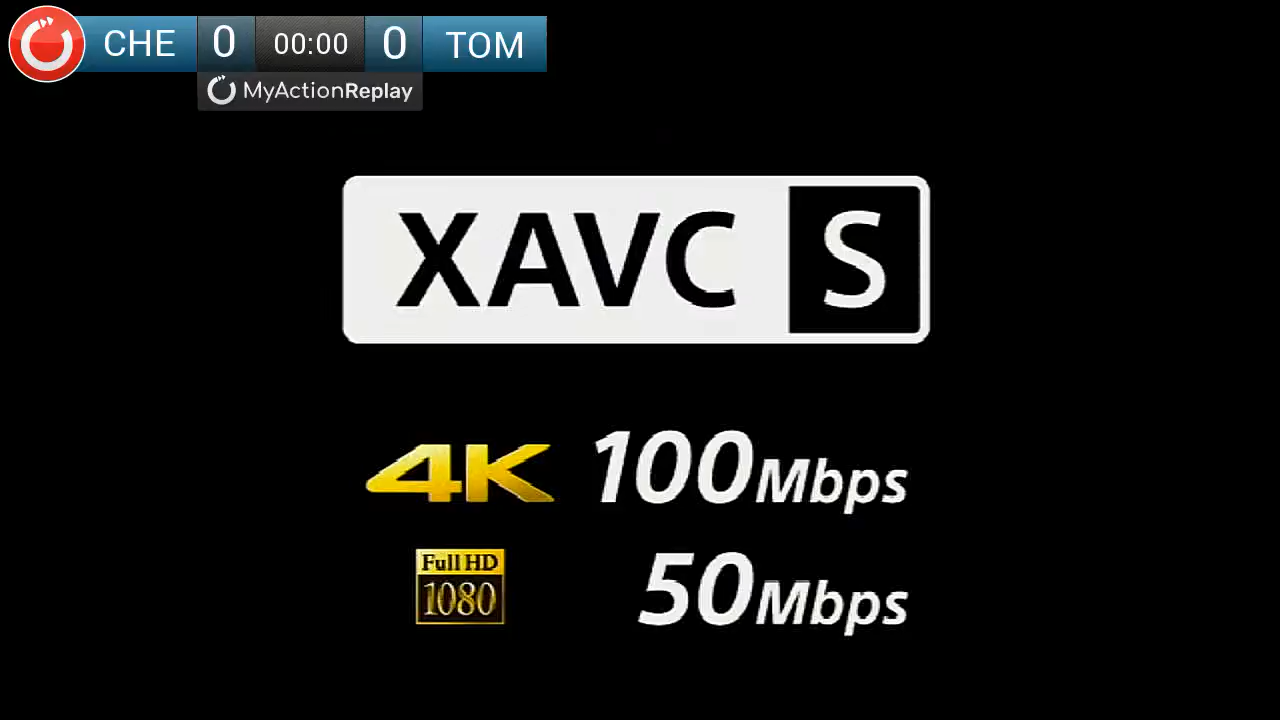 CHE 0 00:00 0 TOM
MyActionReplay
XAVC S
4K 100Mbps
Full HD
1080 50Mbps